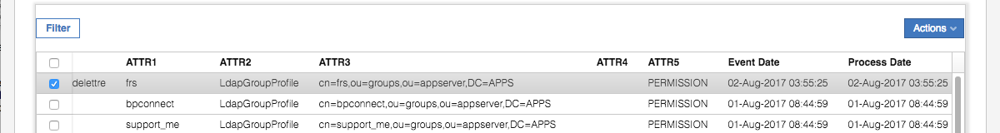 Filter
Actions
ATTR1 ATTR2 ATTR3 ATTR4 ATTR5 Event Date Process Date
delettre frs LdapGroupProfile cn=frs,ou=groups,ou=appserver,DC=APPS PERMISSION 02-Aug-2017 03:55:25 02-Aug-2017 03:55:25
bpconnect LdapGroupProfile cn=bpconnect,ou=groups,ou=appserver,DC=APPS PERMISSION 01-Aug-2017 08:44:59 01-Aug-2017 08:44:59
support_me LdapGroupProfile cn=support_me,ou=groups,ou=appserver,DC=APPS PERMISSION 01-Aug-2017 08:44:59 01-Aug-2017 08:44:59